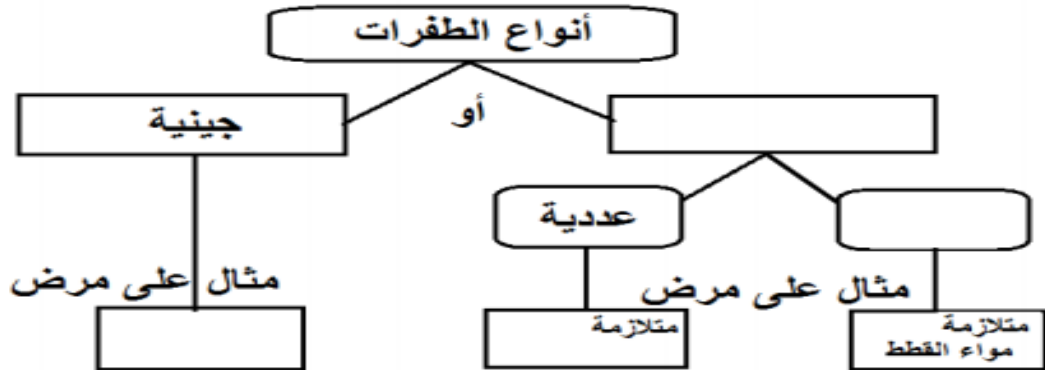 أنواع الطفرات
جينية
أو
عددية
مثال على مرض
مثال على مرض
متلازمة
متلازمة
مواء القطط